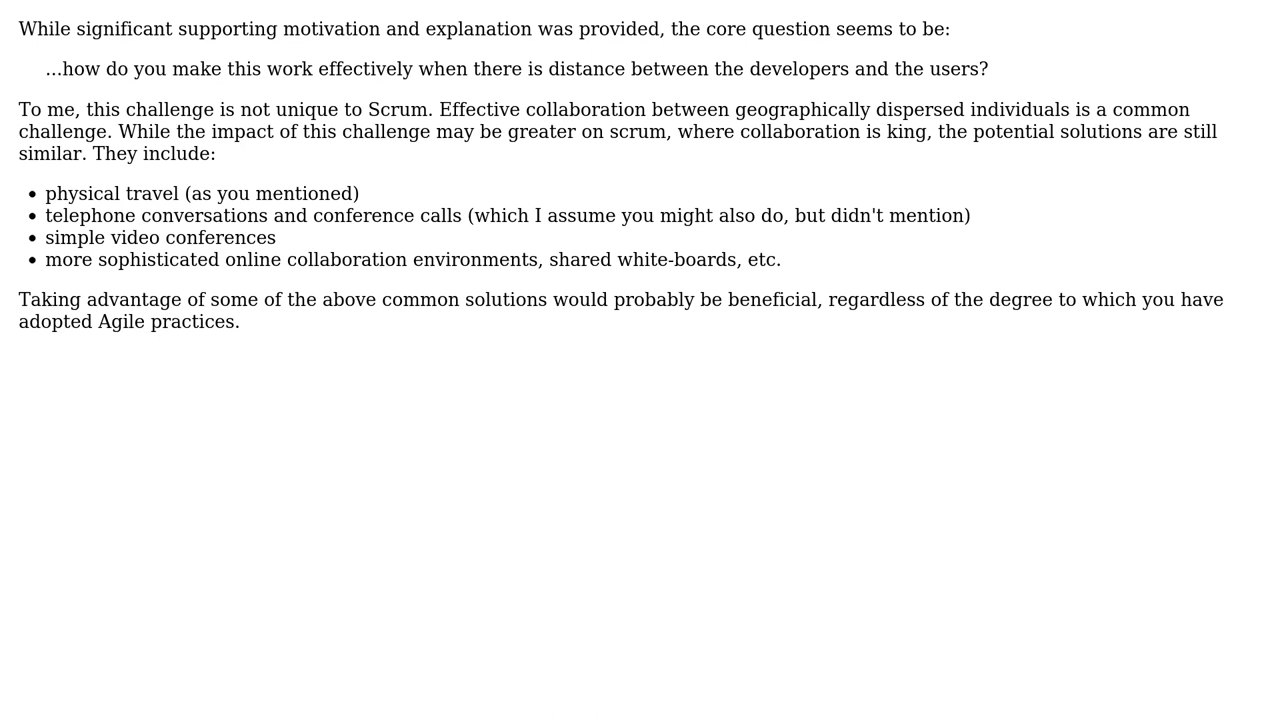 While significant supporting motivation and explanation was provided, the core question seems to be:
...how do you make this work effectively when there is distance between the developers and the users?
To me, this challenge is not unique to Scrum. Effective collaboration between geographically dispersed individuals is a common
challenge. While the impact of this challenge may be greater on scrum, where collaboration is king, the potential solutions are still
similar. They include:
• physical travel (as you mentioned)
• telephone conversations and conference calls (which I assume you might also do, but didn't mention)
• simple video conferences
• more sophisticated online collaboration environments, shared white-boards, etc.
Taking advantage of some of the above common solutions would probably be beneficial, regardless of the degree to which you have
adopted Agile practices.